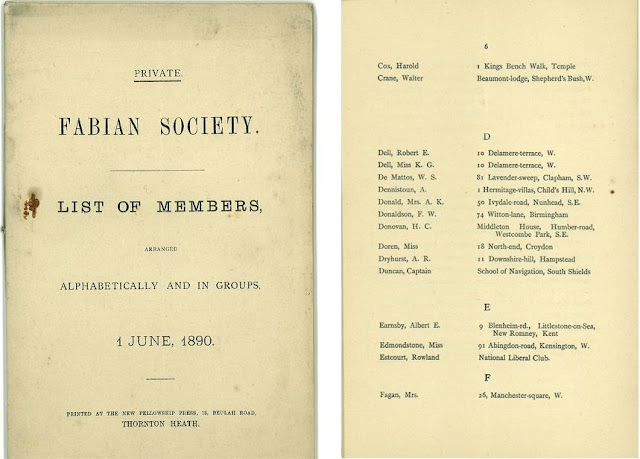 PRIVATE.
FABIAN SOCIETY.
LIST OF MEMBERS,
ARRANGED
ALPHABETICALLY AND IN GROUPS,
1 JUNE, 1890.
PRINTED AT THE NEW FELLOWSHIP PRESS, 18, BEULAH ROAD,
THORNTON HEATH.
6
Cox, Harold 1 Kings Bench Walk, Temple
Crane, Walter Beaumont-lodge, Shepherd's Bush, W.
D
Dell, Robert E. 10 Delamere-terrace, W.
Dell, Miss K. G. 10 Delamere-terrace, W.
De Mattos, W. S. 81 Lavender-sweep, Clapham, S.W.
Dennistoun, A. 1 Hermitage-villas, Child's Hill, N.W.
Donald, Mrs. A. K. 50 Ivydale-road, Nunhead, S.E.
Donaldson, F. W. 74 Witton-lane, Birmingham
Donovan, H. C. Middleton House, Humber-road,
Westcombe Park, S.E.
Doren, Miss 18 North-end, Croydon
Dryhurst, A. R. 11 Downshire-hill, Hampstead
Duncan, Captain School of Navigation, South Shields
E
Earnsby, Albert E. 9 Blenheim-rd., Littlestone-on-Sea,
New Romney, Kent
Edmondstone, Miss 91 Abingdon-road, Kensington, W.
Estcourt, Rowland National Liberal Club.
F
Fagan, Mrs. 26, Manchester-square, W.